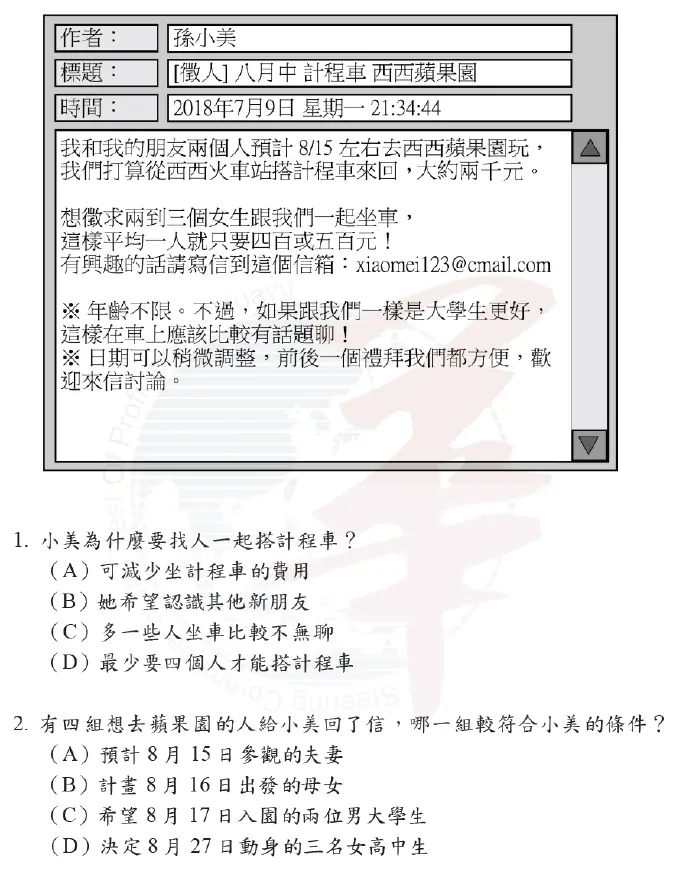 作者： 孫小美
標題： [徵人] 八月中 計程車 西西蘋果園
時間： 2018年7月9日 星期一 21:34:44
我和我的朋友兩個人預計 8/15 左右去西西蘋果園玩，
我們打算從西西火車站搭計程車來回，大約兩千元。
想徵求兩到三個女生跟我們一起坐車，
這樣平均一人就只要四百或五百元！
有興趣的話請寫信到這個信箱：xiaomei123@cmail.com
※ 年齡不限。不過，如果跟我們一樣是大學生更好，
這樣在車上應該比較有話題聊！
※ 日期可以稍微調整，前後一個禮拜我們都方便，歡
迎來信討論。
1. 小美為什麼要找人一起搭計程車？
（A）可減少坐計程車的費用
（B）她希望認識其他新朋友
（C）多一些人坐車比較不無聊
（D）最少要四個人才能搭計程車
2. 有四組想去蘋果園的人給小美回了信，哪一組較符合小美的條件？
（A）預計 8 月 15 日參觀的夫妻
（B）計畫 8 月 16 日出發的母女
（C）希望 8 月 17 日入園的兩位男大學生
（D）決定 8 月 27 日動身的三名女高中生